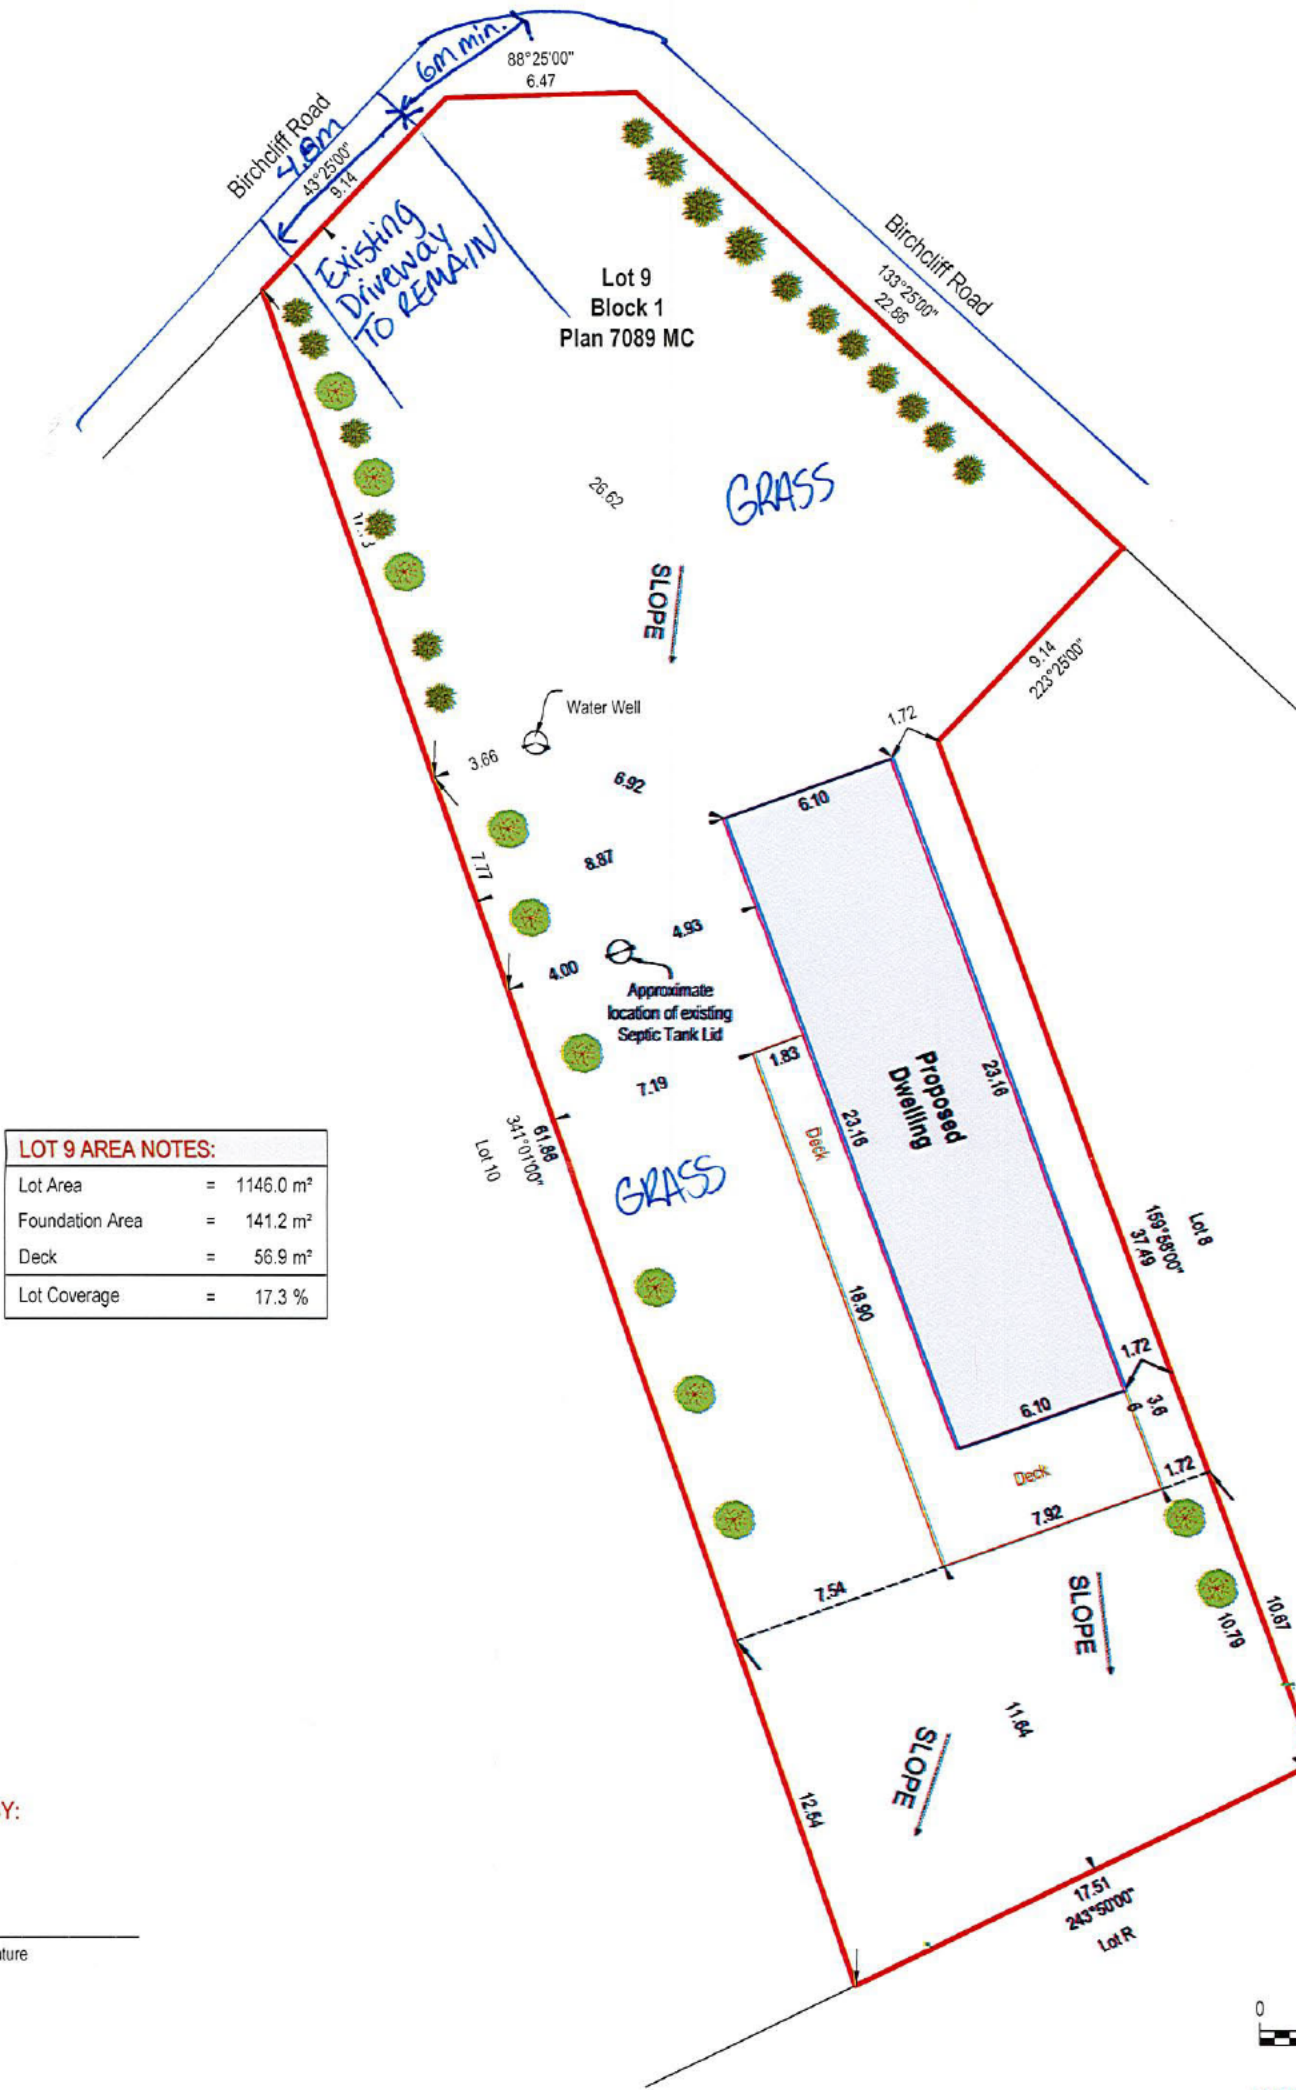 6m min.
88°25'00"
6.47
Birchcliff Road
4.8m
43°25'00"
9.14
Existing
Driveway
TO REMAIN
Lot 9
Block 1
Plan 7089 MC
Birchcliff Road
133°25'00"
22.86
26.62
GRASS
SLOPE
9.14
223°25'00"
Water Well
1.72
3.66
6.92
6.10
7.77
8.87
4.93
4.00
Approximate
location of existing
Septic Tank Lid
1.83
7.19
Proposed
Dwelling
23.16
23.16
Deck
61.86
341°01'00"
Lot 10
GRASS
LOT 9 AREA NOTES:
Lot Area = 1146.0 m²
Foundation Area = 141.2 m²
Deck = 56.9 m²
Lot Coverage = 17.3 %
Lot 8
159°58'00"
37.49
18.90
1.72
3.6
6
6.10
Deck
1.72
7.92
7.54
SLOPE
10.67
10.79
11.64
SLOPE
12.54
Y:
17.51
243°50'00"
Lot R
ture
0